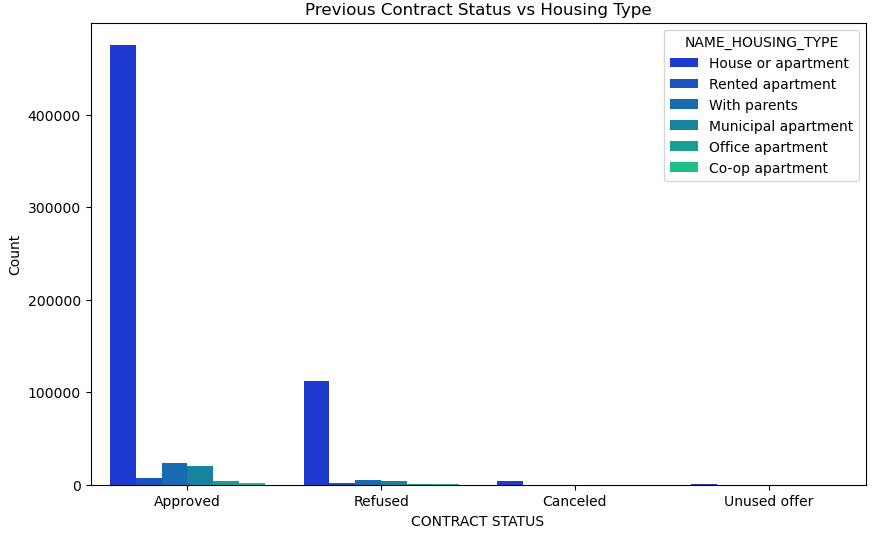 Previous Contract Status vs Housing Type
NAME_HOUSING_TYPE
House or apartment
Rented apartment
With parents
Municipal apartment
Office apartment
Co-op apartment
400000
300000
200000
100000
0
Count
Approved
Refused
Canceled
Unused offer
CONTRACT STATUS